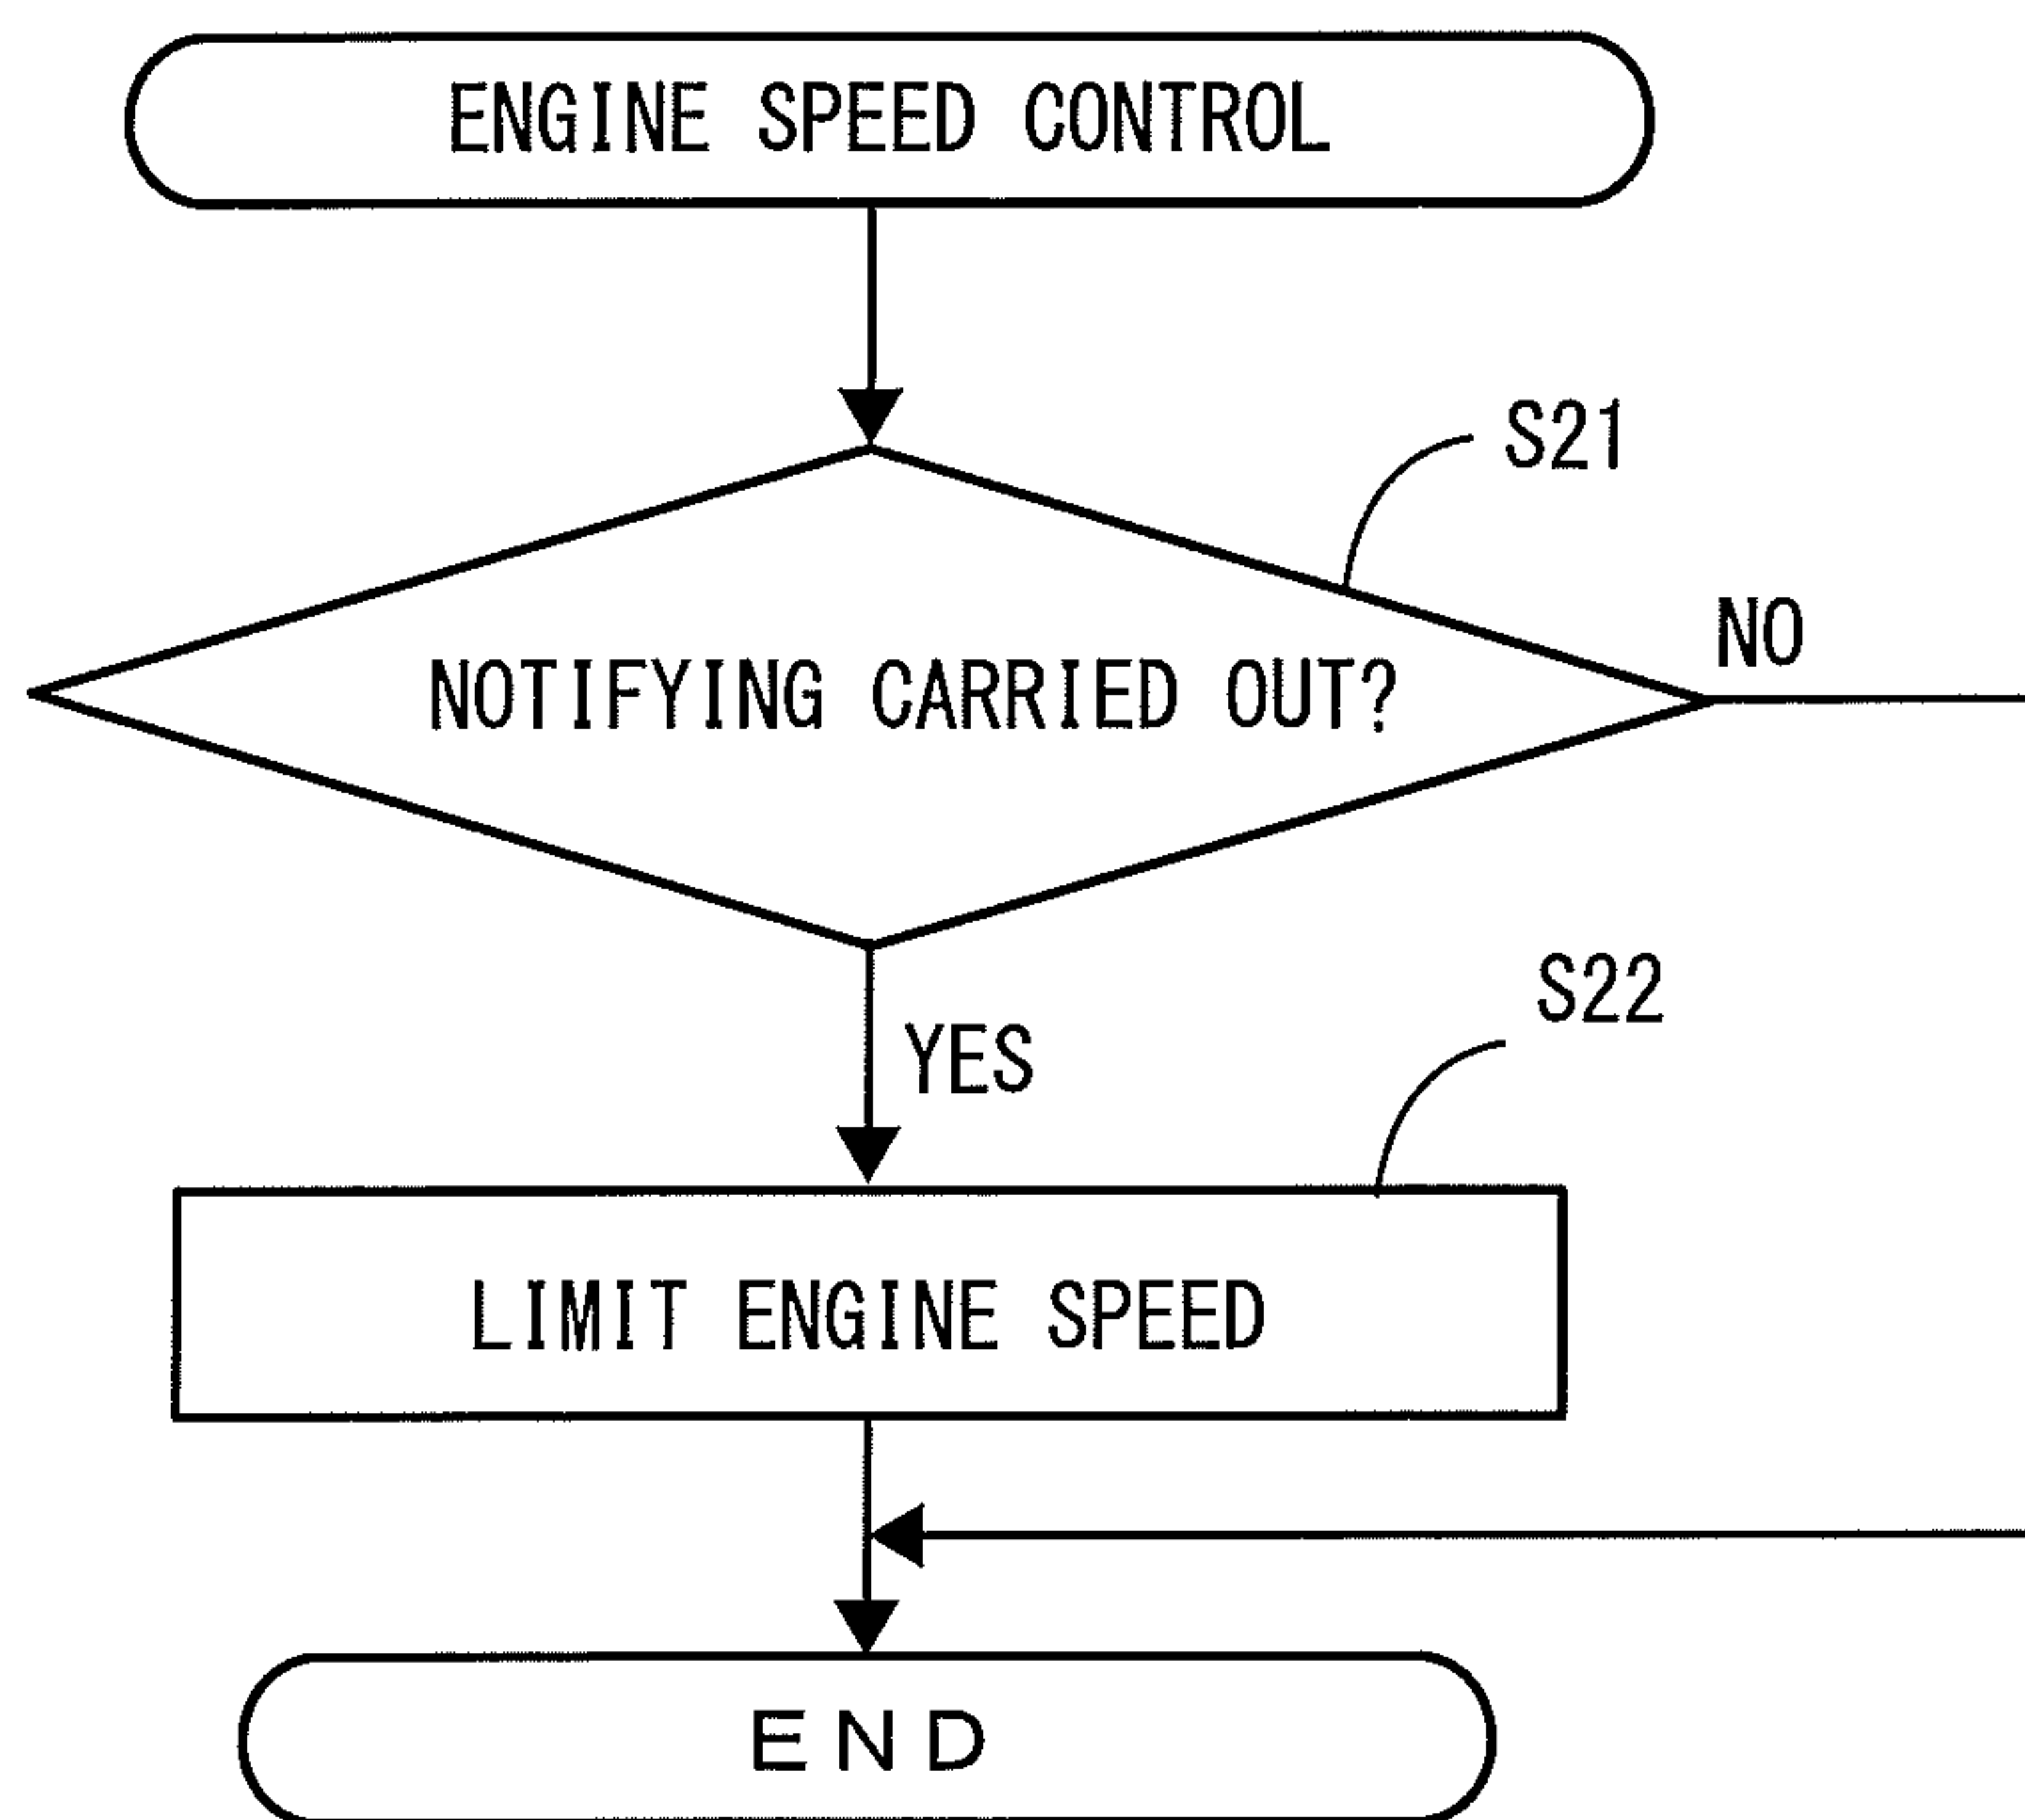 ENGINE SPEED CONTROL
S21
NO
NOTIFYING CARRIED OUT?
S22
YES
LIMIT ENGINE SPEED
END